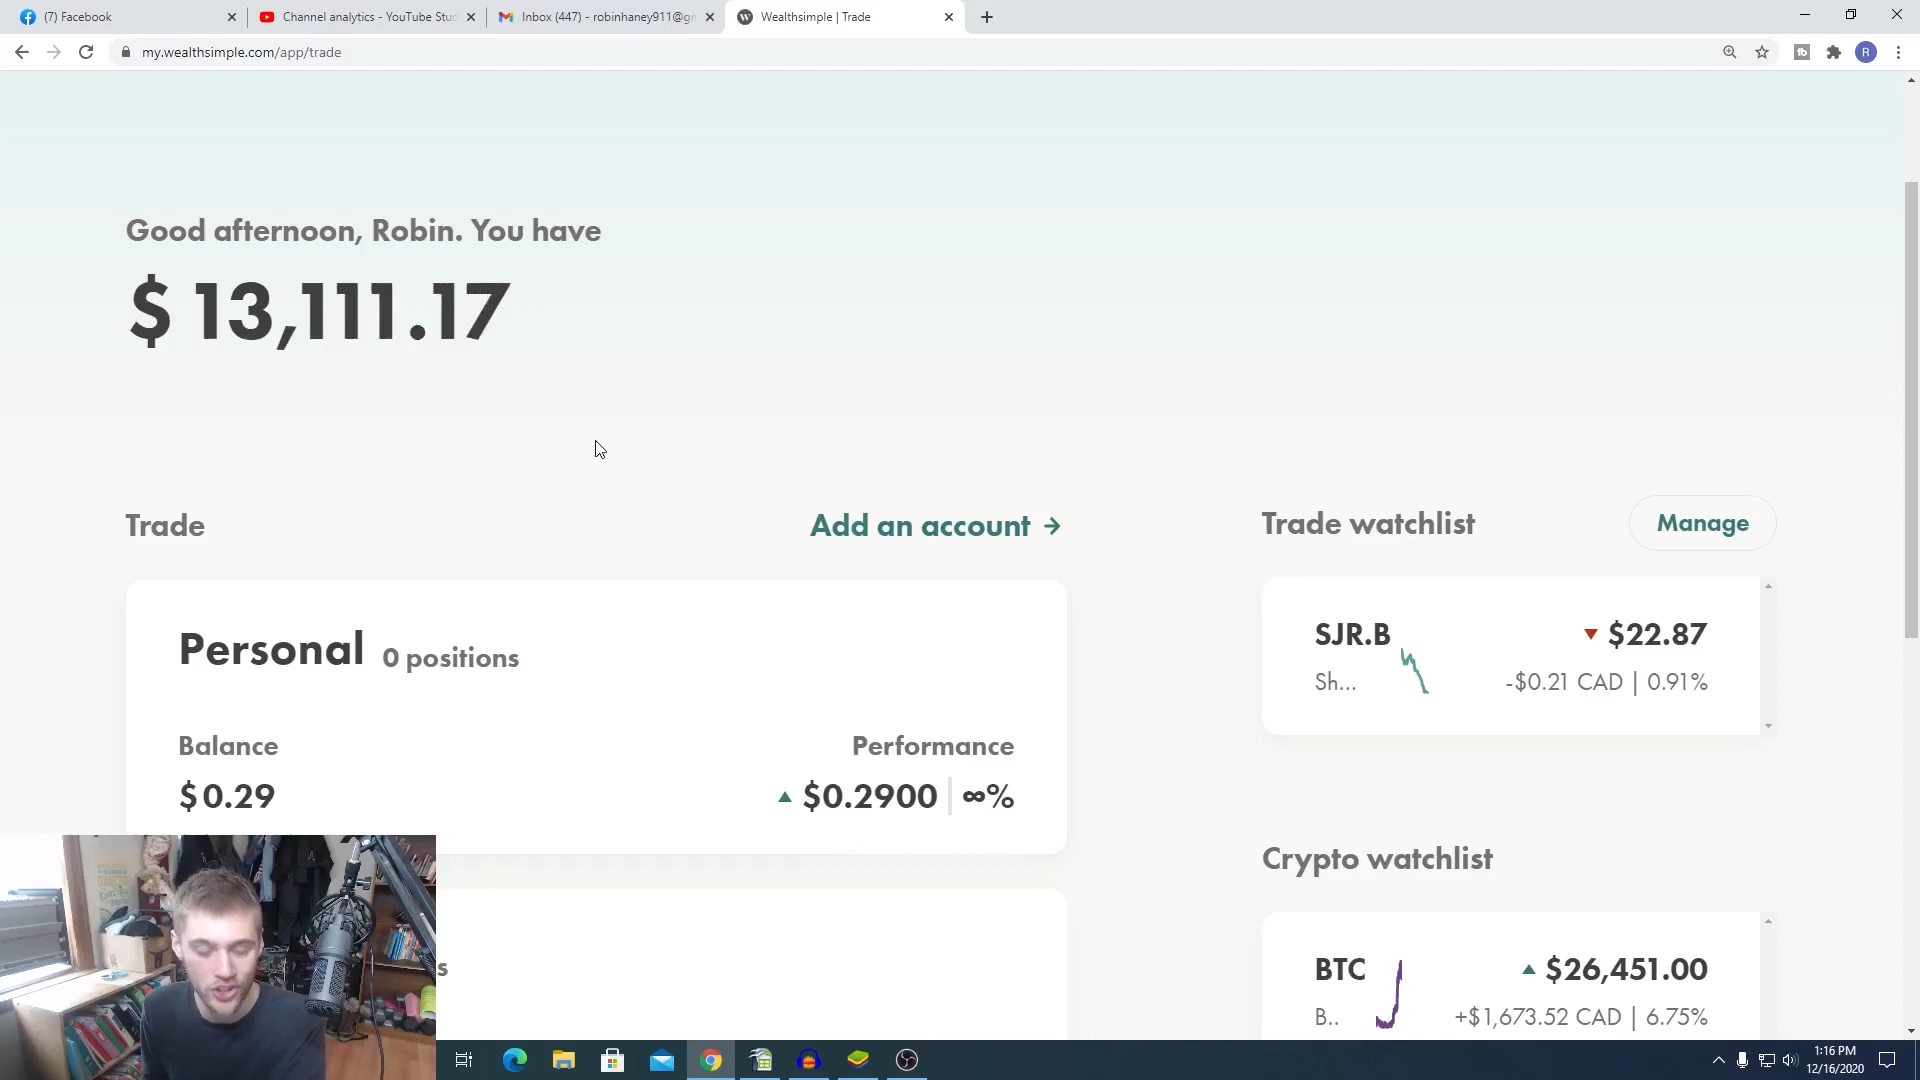 (7) Facebook
Channel analytics - YouTube Stuc
Inbox (447) - robinhaney911@gm
Wealthsimple | Trade
my.wealthsimple.com/app/trade
R
Good afternoon, Robin. You have
$ 13,111.17
Trade
Add an account →
Personal 0 positions
Balance
Performance
$ 0.29
▲ $0.2900 | ∞%
s
Trade watchlist
Manage
SJR.B
▼ $22.87
Sh...
-$0.21 CAD | 0.91%
Crypto watchlist
BTC
▲ $26,451.00
B..
+$1,673.52 CAD | 6.75%
1:16 PM
12/16/2020